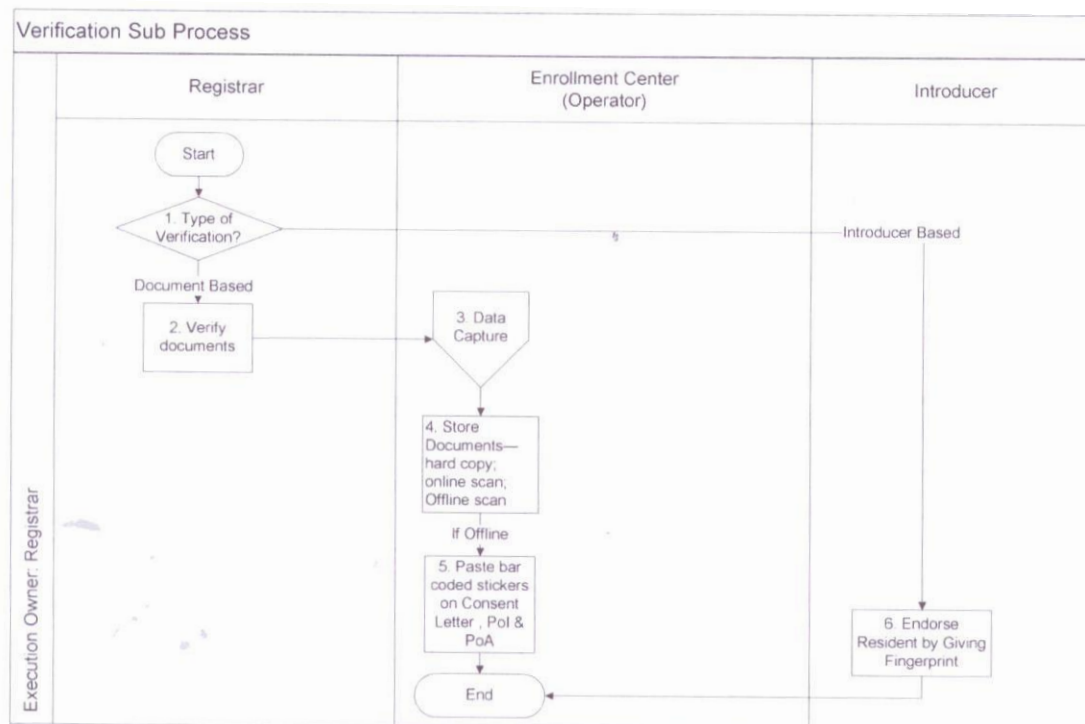 Verification Sub Process
Registrar
Enrollment Center
(Operator)
Introducer
Start
1. Type of
Verification?
Introducer Based
Document Based
2. Verify
documents
3. Data
Capture
4. Store
Documents—
hard copy;
online scan;
Offline scan
If Offline
5. Paste bar
coded stickers
on Consent
Letter , PoI &
PoA
6. Endorse
Resident by Giving
Fingerprint
End
Execution Owner: Registrar